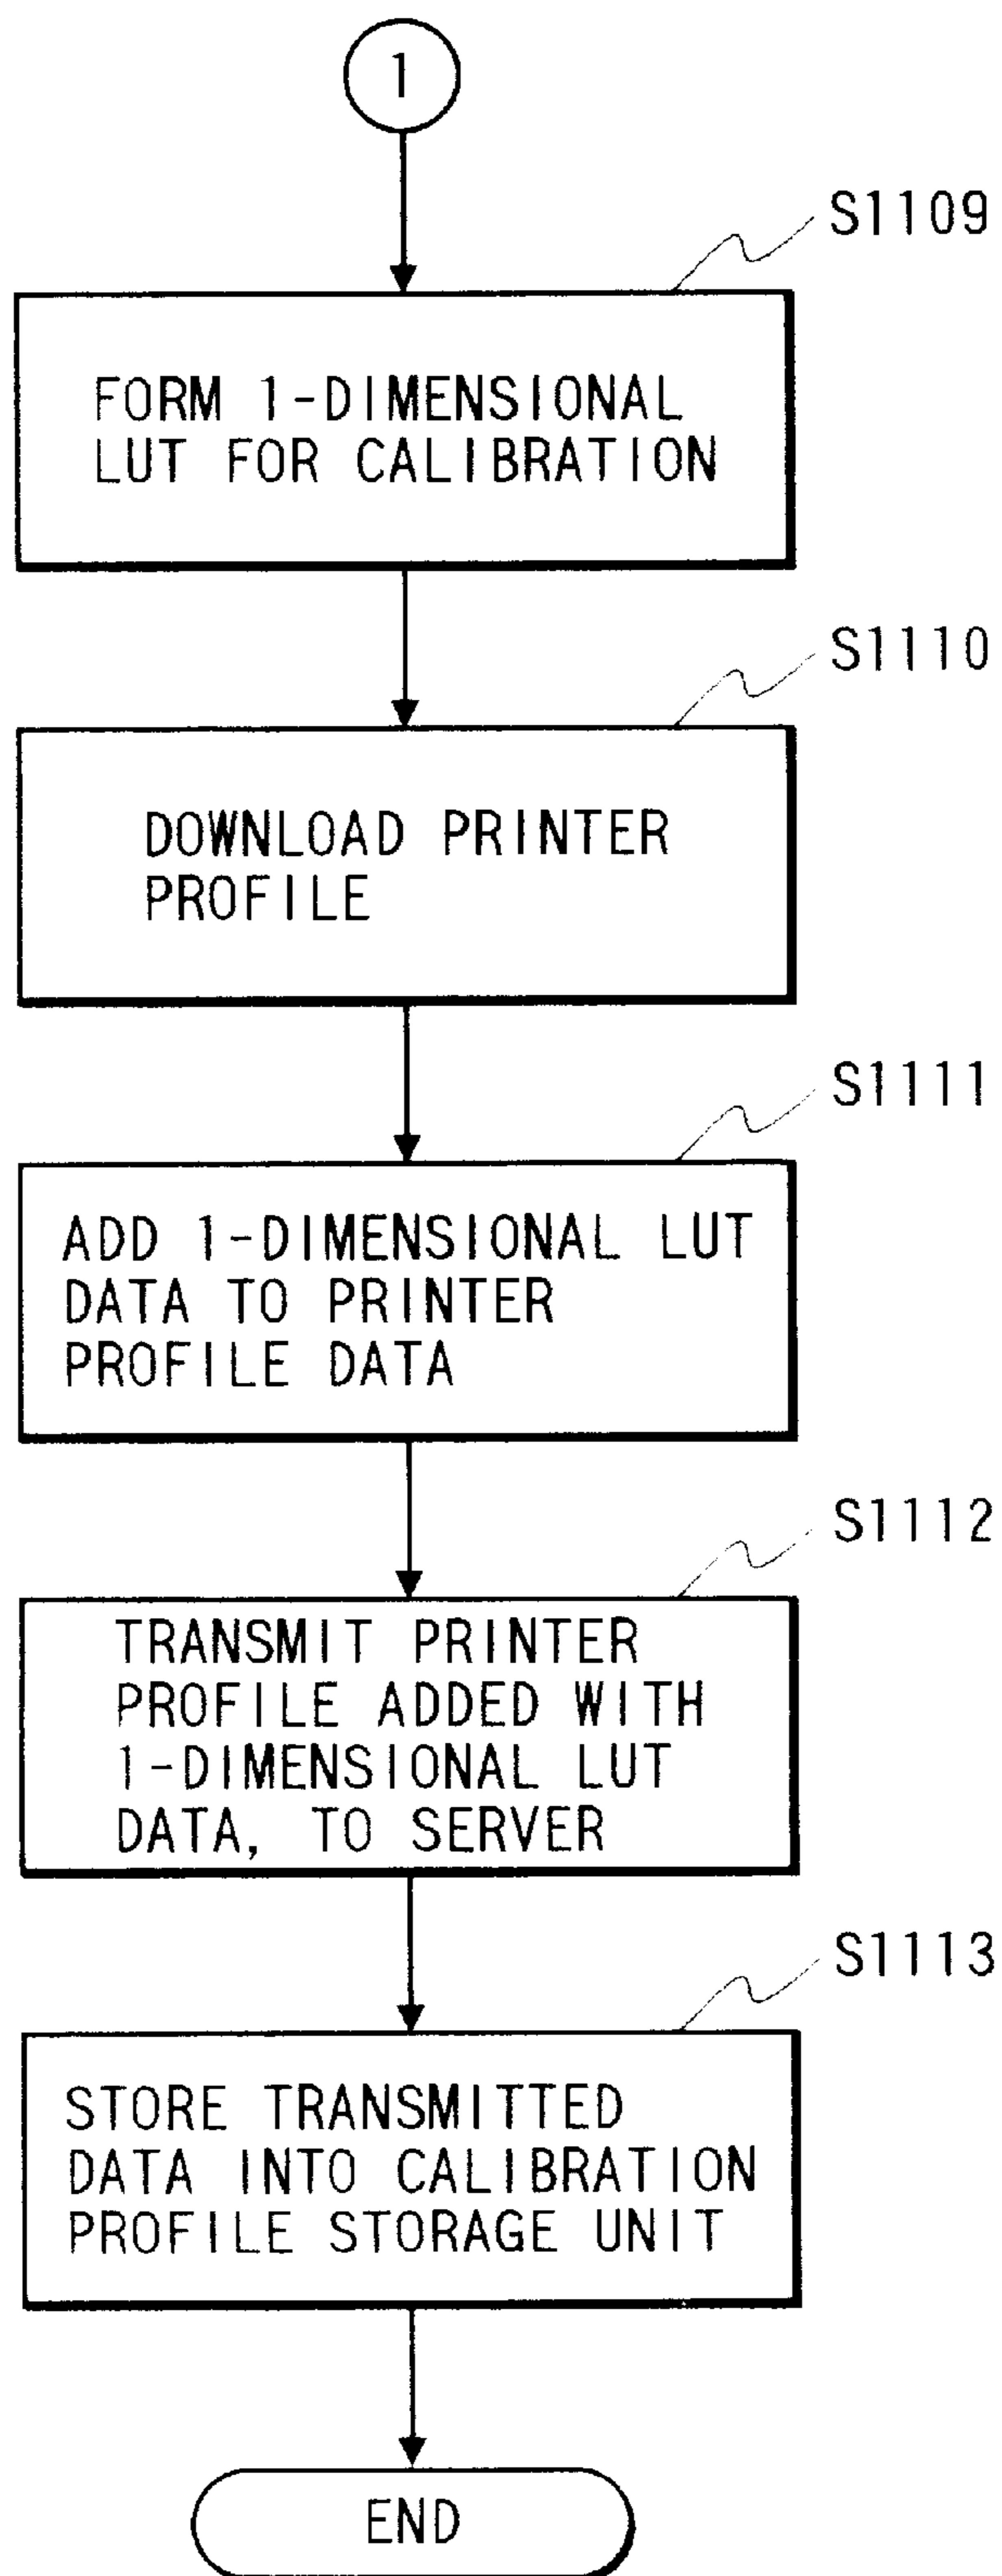 1
S1109
FORM 1-DIMENSIONAL
LUT FOR CALIBRATION
S1110
DOWNLOAD PRINTER
PROFILE
S1111
ADD 1-DIMENSIONAL LUT
DATA TO PRINTER
PROFILE DATA
S1112
TRANSMIT PRINTER
PROFILE ADDED WITH
1-DIMENSIONAL LUT
DATA, TO SERVER
S1113
STORE TRANSMITTED
DATA INTO CALIBRATION
PROFILE STORAGE UNIT
END